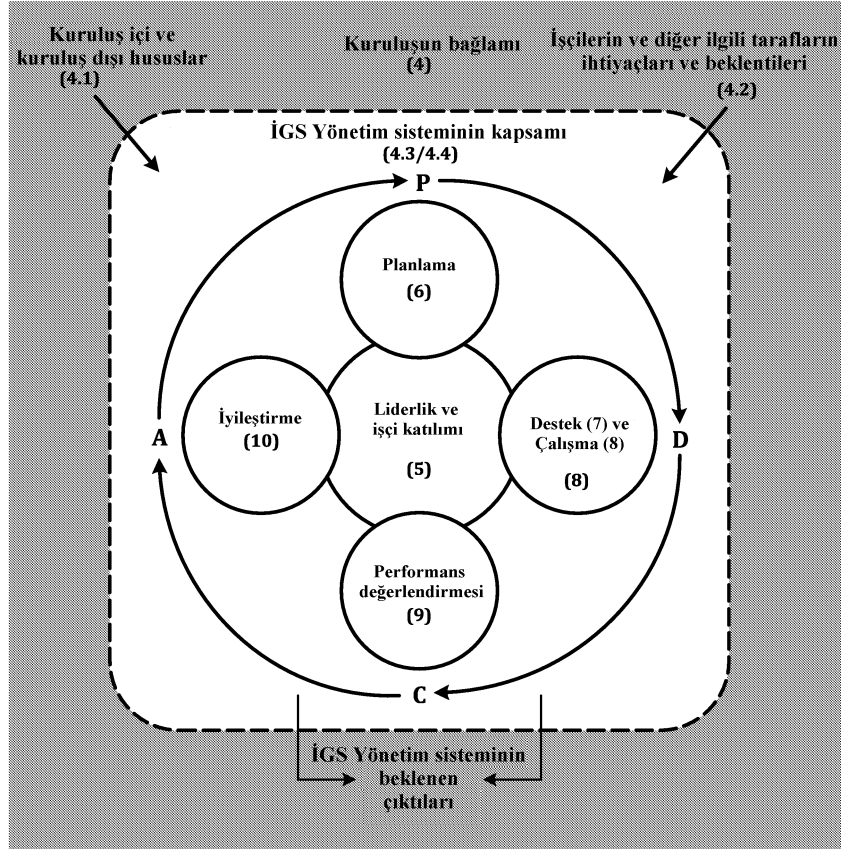 Kuruluş içi ve
kuruluş dışı hususlar
(4.1)
Kuruluşun bağlamı
(4)
İşçilerin ve diğer ilgili tarafların
ihtiyaçları ve beklentileri
(4.2)
İGS Yönetim sisteminin kapsamı
(4.3/4.4)
P
Planlama
(6)
A
İyileştirme
(10)
Liderlik ve
işçi katılımı
(5)
Destek (7) ve
Çalışma (8)
(8)
D
Performans
değerlendirmesi
(9)
C
İGS Yönetim sisteminin
beklenen
çıktıları